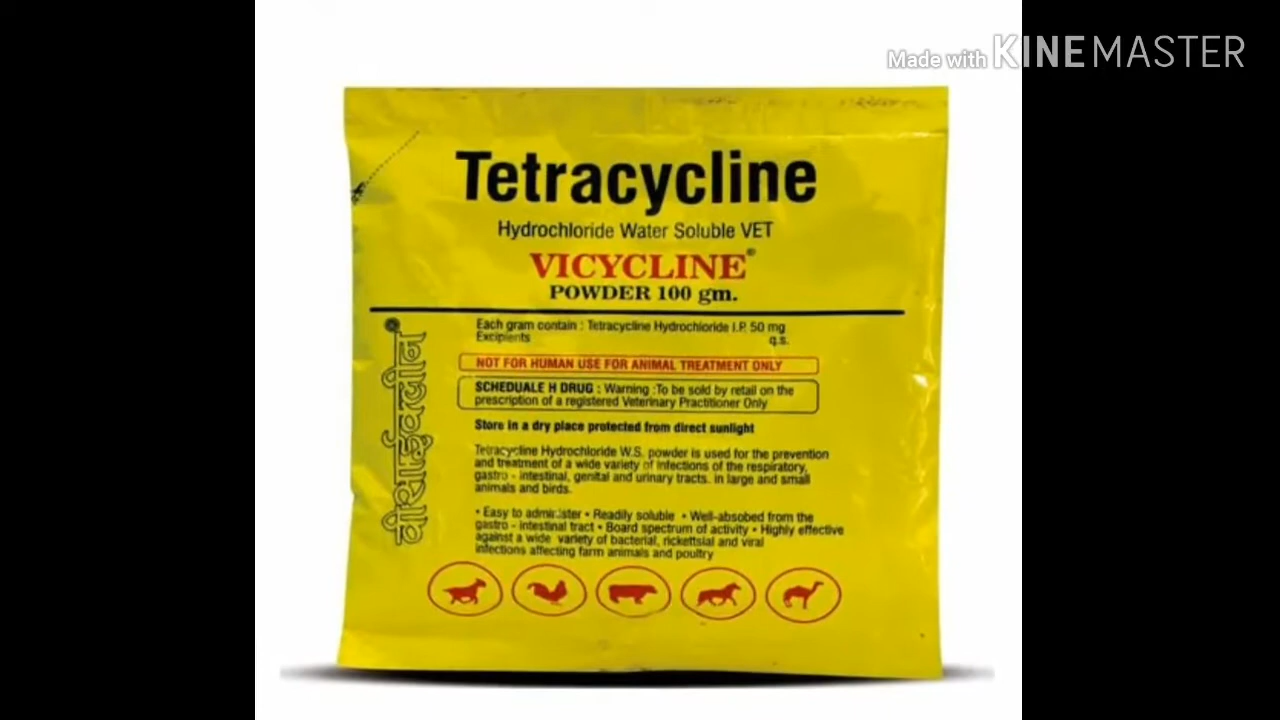 Made with KINEMASTER
Tetracycline
Hydrochloride Water Soluble VET
VICYCLINE®
POWDER 100 gm.
Each gram contain : Tetracycline Hydrochloride I.P. 50 mg
Excipients q.s.
NOT FOR HUMAN USE FOR ANIMAL TREATMENT ONLY
SCHEDUALE H DRUG : Warning :To be sold by retail on the
prescription of a registered Veterinary Practitioner Only
Store in a dry place protected from direct sunlight
Tetracycline Hydrochloride W.S. powder is used for the prevention
and treatment of a wide variety of infections of the respiratory,
gastro - intestinal, genital and urinary tracts. in large and small
animals and birds.
• Easy to administer • Readily soluble • Well-absorbed from the
gastro - intestinal tract • Board spectrum of activity • Highly effective
against a wide variety of bacterial, rickettsial and viral
infections affecting farm animals and poultry
वीसाईक्लीन®